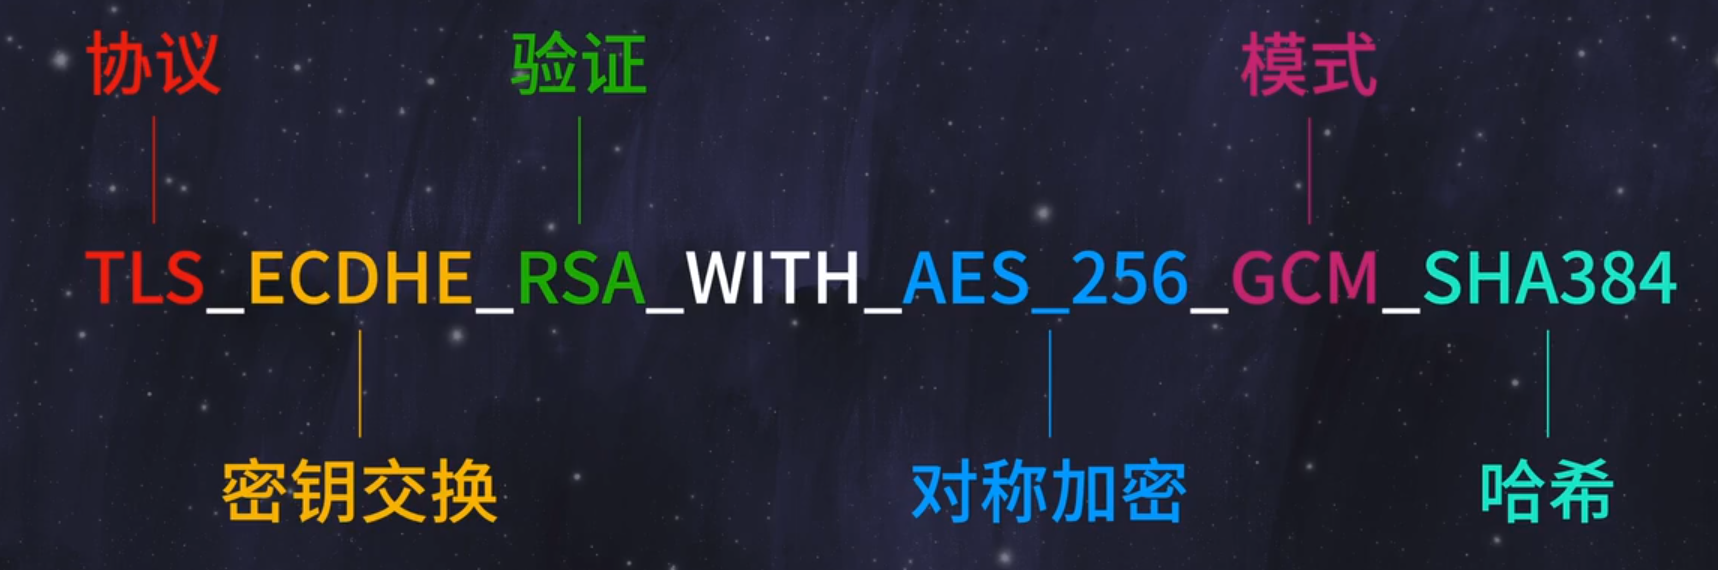 协议 验证 模式
TLS_ECDHE_RSA_WITH_AES_256_GCM_SHA384
密钥交换 对称加密 哈希